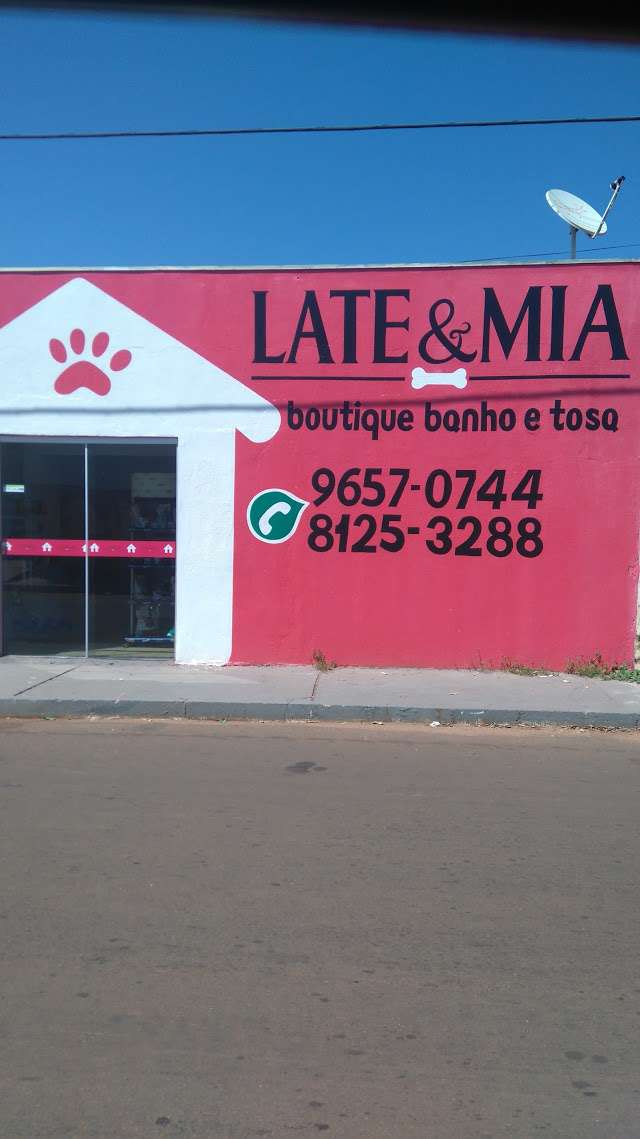 LATE & MIA
boutique banho e tosa
9657-0744
8125-3288